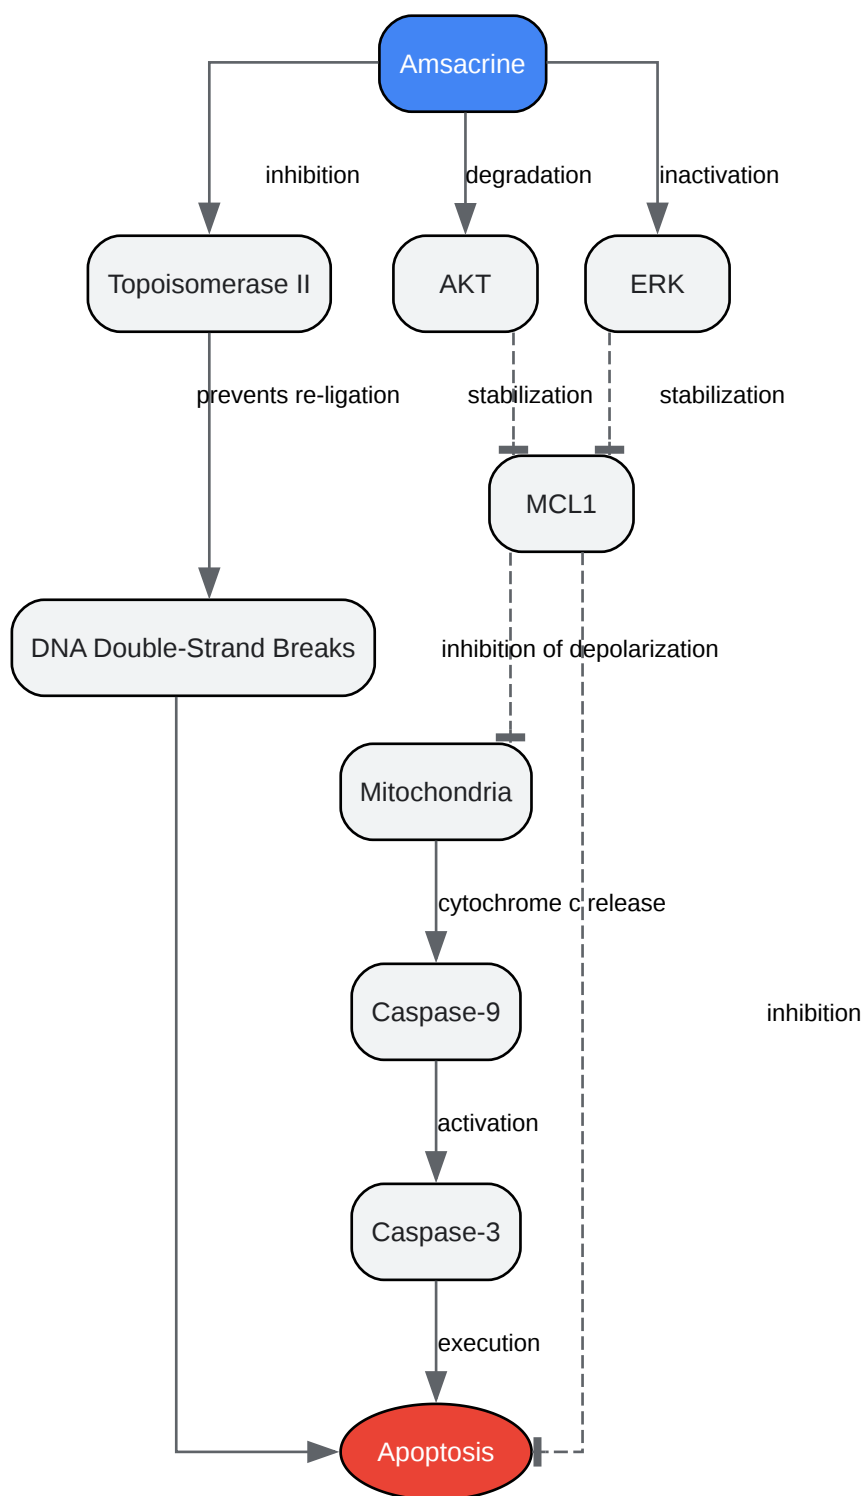 Amsacrine
inhibition
degradation
inactivation
Topoisomerase II
AKT
ERK
prevents re-ligation
stabilization
stabilization
MCL1
DNA Double-Strand Breaks
inhibition of depolarization
Mitochondria
cytochrome c release
Caspase-9
inhibition
activation
Caspase-3
execution
Apoptosis